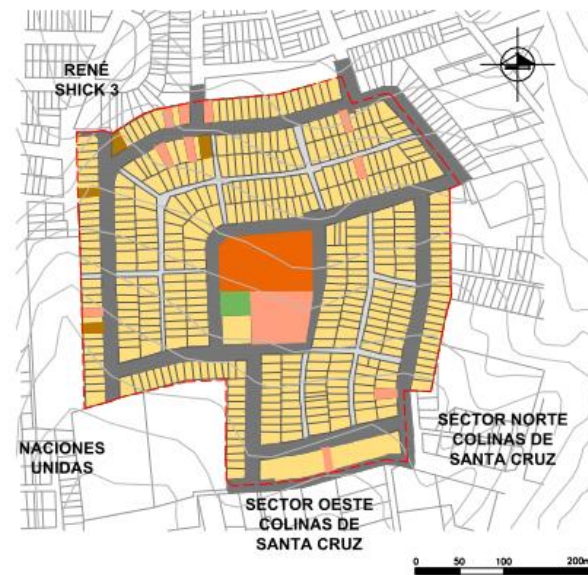 RENÉ
SHICK 3
NACIONES
UNIDAS
SECTOR NORTE
COLINAS DE
SANTA CRUZ
SECTOR OESTE
COLINAS DE
SANTA CRUZ
0 50 100 200m